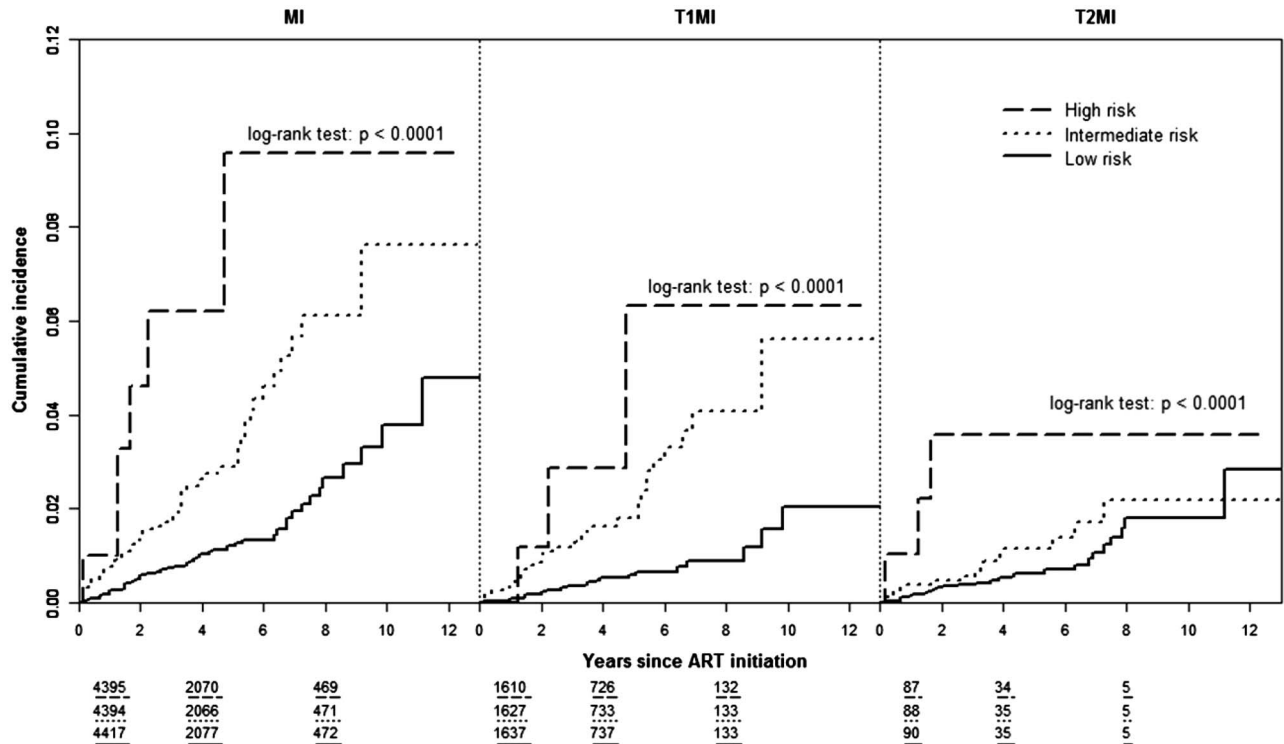 MI T1MI T2MI
0.12
0.10
0.08
0.06
0.04
0.02
0.00
Cumulative incidence
log-rank test: p < 0.0001
log-rank test: p < 0.0001
log-rank test: p < 0.0001
High risk
Intermediate risk
Low risk
0 2 4 6 8 10 12 0 2 4 6 8 10 12 0 2 4 6 8 10 12
Years since ART initiation
4395 2070 469 1610 726 132 87 34 5
4394 2066 471 1627 733 133 88 35 5
4417 2077 472 1637 737 133 90 35 5